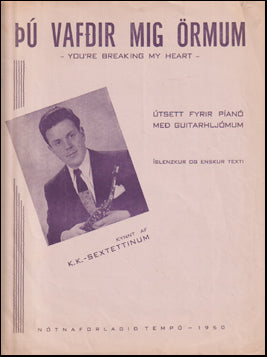 ÞÚ VAFÐIR MIG ÖRMUM
- YOU'RE BREAKING MY HEART -
ÚTSETT FYRIR PÍANÓ
MEÐ GUITARHLJÓMUM
ÍSLENZKUR OG ENSKUR TEXTI
KYNNT AF
K.K.-SEXTETTINUM
NÓTNAFORLAGIÐ TEMPÓ - 1950